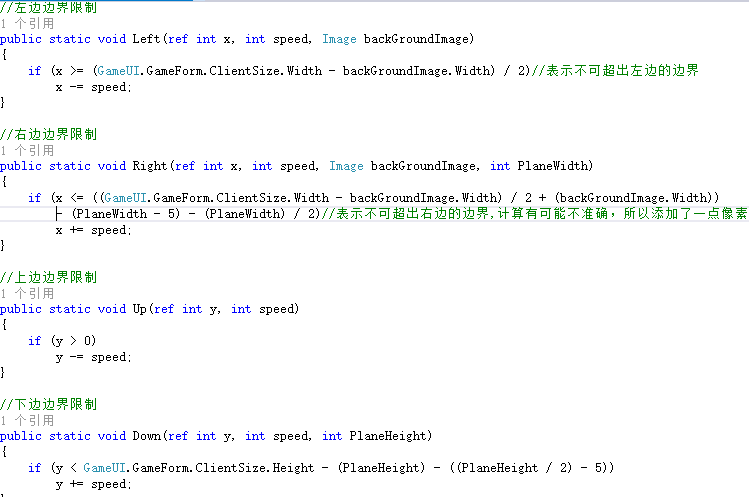 //左边边界限制
1 个引用
public static void Left(ref int x, int speed, Image backGroundImage)
{
if (x >= (GameUI.GameForm.ClientSize.Width - backGroundImage.Width) / 2)//表示不可超出左边的边界
x -= speed;
}
//右边边界限制
1 个引用
public static void Right(ref int x, int speed, Image backGroundImage, int PlaneWidth)
{
if (x <= ((GameUI.GameForm.ClientSize.Width - backGroundImage.Width) / 2 + (backGroundImage.Width))
- (PlaneWidth - 5) - (PlaneWidth) / 2)//表示不可超出右边的边界,计算有可能不准确，所以添加了一点像素
x += speed;
}
//上边边界限制
1 个引用
public static void Up(ref int y, int speed)
{
if (y > 0)
y -= speed;
}
//下边边界限制
1 个引用
public static void Down(ref int y, int speed, int PlaneHeight)
{
if (y < GameUI.GameForm.ClientSize.Height - (PlaneHeight) - ((PlaneHeight / 2) - 5))
y += speed;